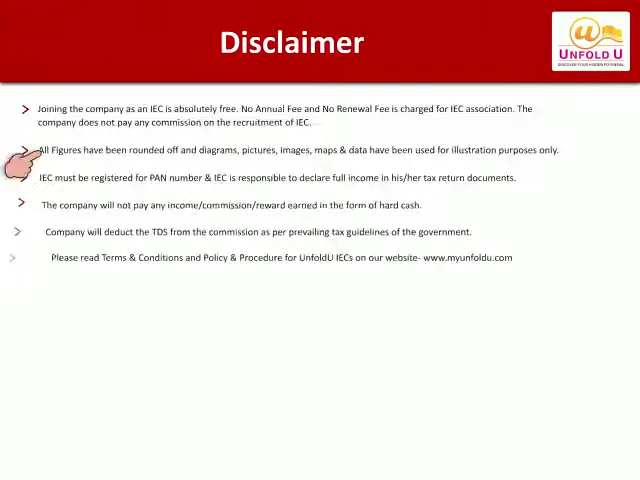 Disclaimer
@
UNFOLD U
DISCOVER YOUR HIDDEN POTENTIAL
Joining the company as an IEC is absolutely free. No Annual Fee and No Renewal Fee is charged for IEC association. The
company does not pay any commission on the recruitment of IEC.
All Figures have been rounded off and diagrams, pictures, images, maps & data have been used for illustration purposes only.
IEC must be registered for PAN number & IEC is responsible to declare full income in his/her tax return documents.
The company will not pay any income/commission/reward earned in the form of hard cash.
Company will deduct the TDS from the commission as per prevailing tax guidelines of the government.
Please read Terms & Conditions and Policy & Procedure for UnfoldU IECs on our website- www.myunfoldu.com